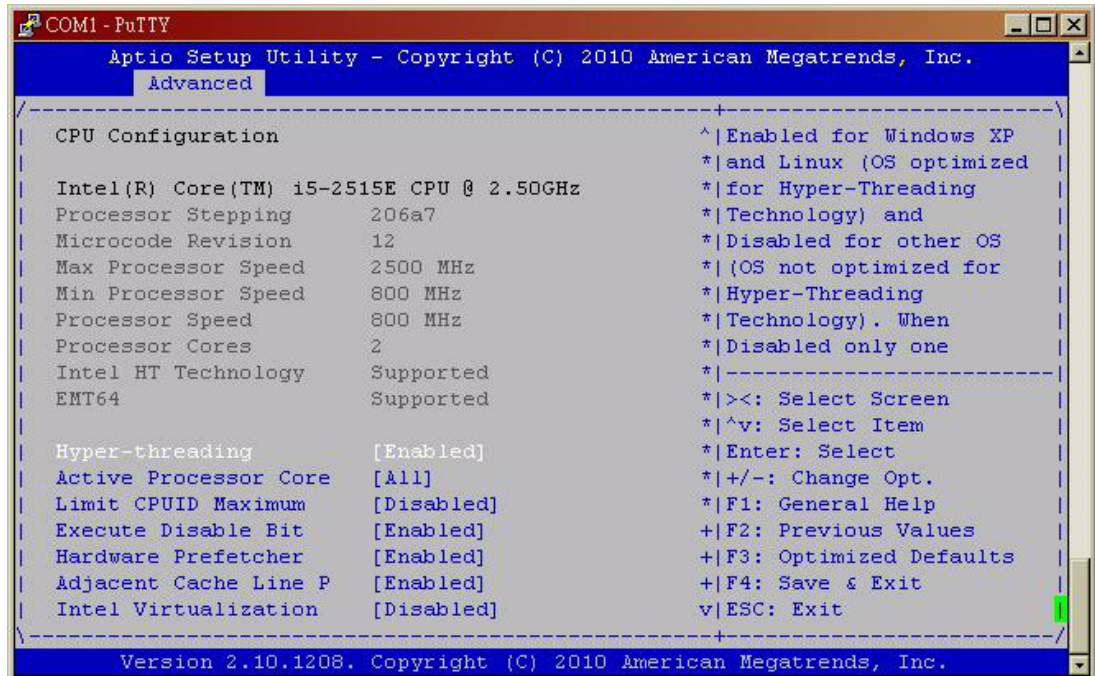 COM1 - PuTTY
Aptio Setup Utility - Copyright (C) 2010 American Megatrends, Inc.
Advanced
/----------------------------------------------------+-------------------------\
| CPU Configuration ^|Enabled for Windows XP |
| *|and Linux (OS optimized |
| Intel(R) Core(TM) i5-2515E CPU @ 2.50GHz *|for Hyper-Threading |
| Processor Stepping 206a7 *|Technology) and |
| Microcode Revision 12 *|Disabled for other OS |
| Max Processor Speed 2500 MHz *|(OS not optimized for |
| Min Processor Speed 800 MHz *|Hyper-Threading |
| Processor Speed 800 MHz *|Technology). When |
| Processor Cores 2 *|Disabled only one |
| Intel HT Technology Supported *|-------------------------|
| EMT64 Supported *|><: Select Screen |
| *|^v: Select Item |
| Hyper-threading [Enabled] *|Enter: Select |
| Active Processor Core [All] *|+/-: Change Opt. |
| Limit CPUID Maximum [Disabled] *|F1: General Help |
| Execute Disable Bit [Enabled] +|F2: Previous Values |
| Hardware Prefetcher [Enabled] +|F3: Optimized Defaults |
| Adjacent Cache Line P [Enabled] +|F4: Save & Exit |
| Intel Virtualization [Disabled] v|ESC: Exit |
\----------------------------------------------------+-------------------------/
Version 2.10.1208. Copyright (C) 2010 American Megatrends, Inc.